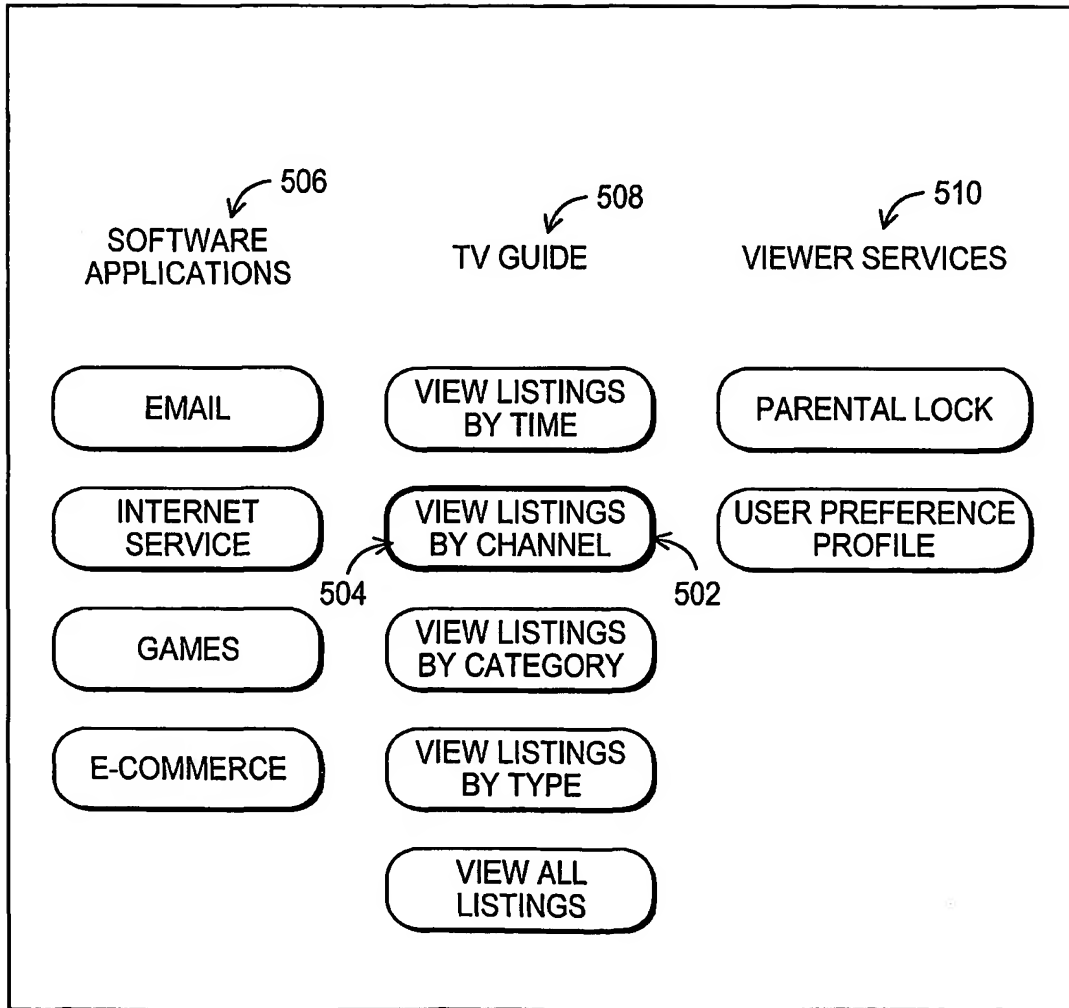 506
508
510
SOFTWARE
APPLICATIONS
TV GUIDE
VIEWER SERVICES
EMAIL
VIEW LISTINGS
BY TIME
PARENTAL LOCK
INTERNET
SERVICE
VIEW LISTINGS
BY CHANNEL
USER PREFERENCE
PROFILE
504
502
GAMES
VIEW LISTINGS
BY CATEGORY
E-COMMERCE
VIEW LISTINGS
BY TYPE
VIEW ALL
LISTINGS